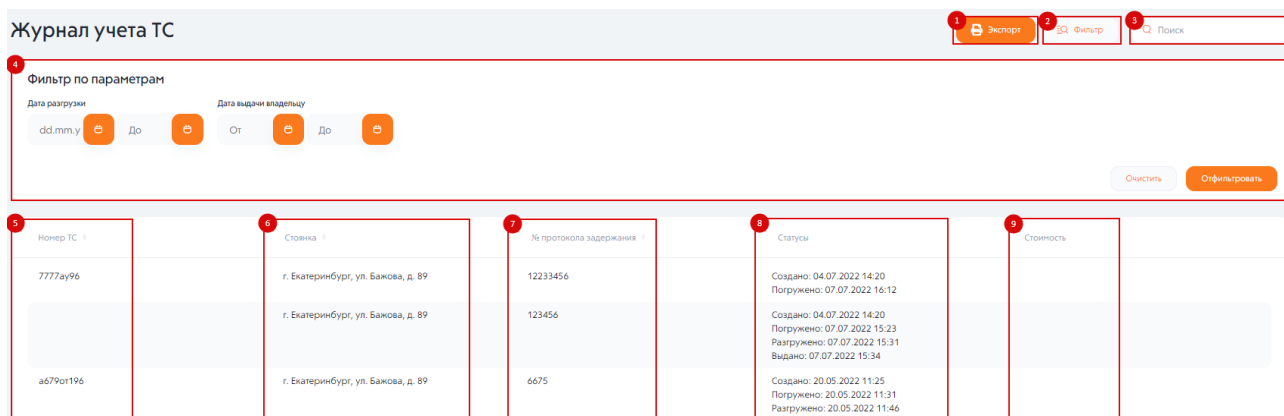 Журнал учета ТС
1
Экспорт
2
Фильтр
3
Поиск
4
Фильтр по параметрам
Дата разгрузки
Дата выдачи владельцу
dd.mm.y
До
От
До
Очистить
Отфильтровать
5
6
7
8
9
Номер ТС
Стоянка
№ протокола задержания
Статусы
Стоимость
7777ау96
г. Екатеринбург, ул. Бажова, д. 89
12233456
Создано: 04.07.2022 14:20
Погружено: 07.07.2022 16:12
г. Екатеринбург, ул. Бажова, д. 89
123456
Создано: 04.07.2022 14:20
Погружено: 07.07.2022 15:23
Разгружено: 07.07.2022 15:31
Выдано: 07.07.2022 15:34
а679от196
г. Екатеринбург, ул. Бажова, д. 89
6675
Создано: 20.05.2022 11:25
Погружено: 20.05.2022 11:31
Разгружено: 20.05.2022 11:46